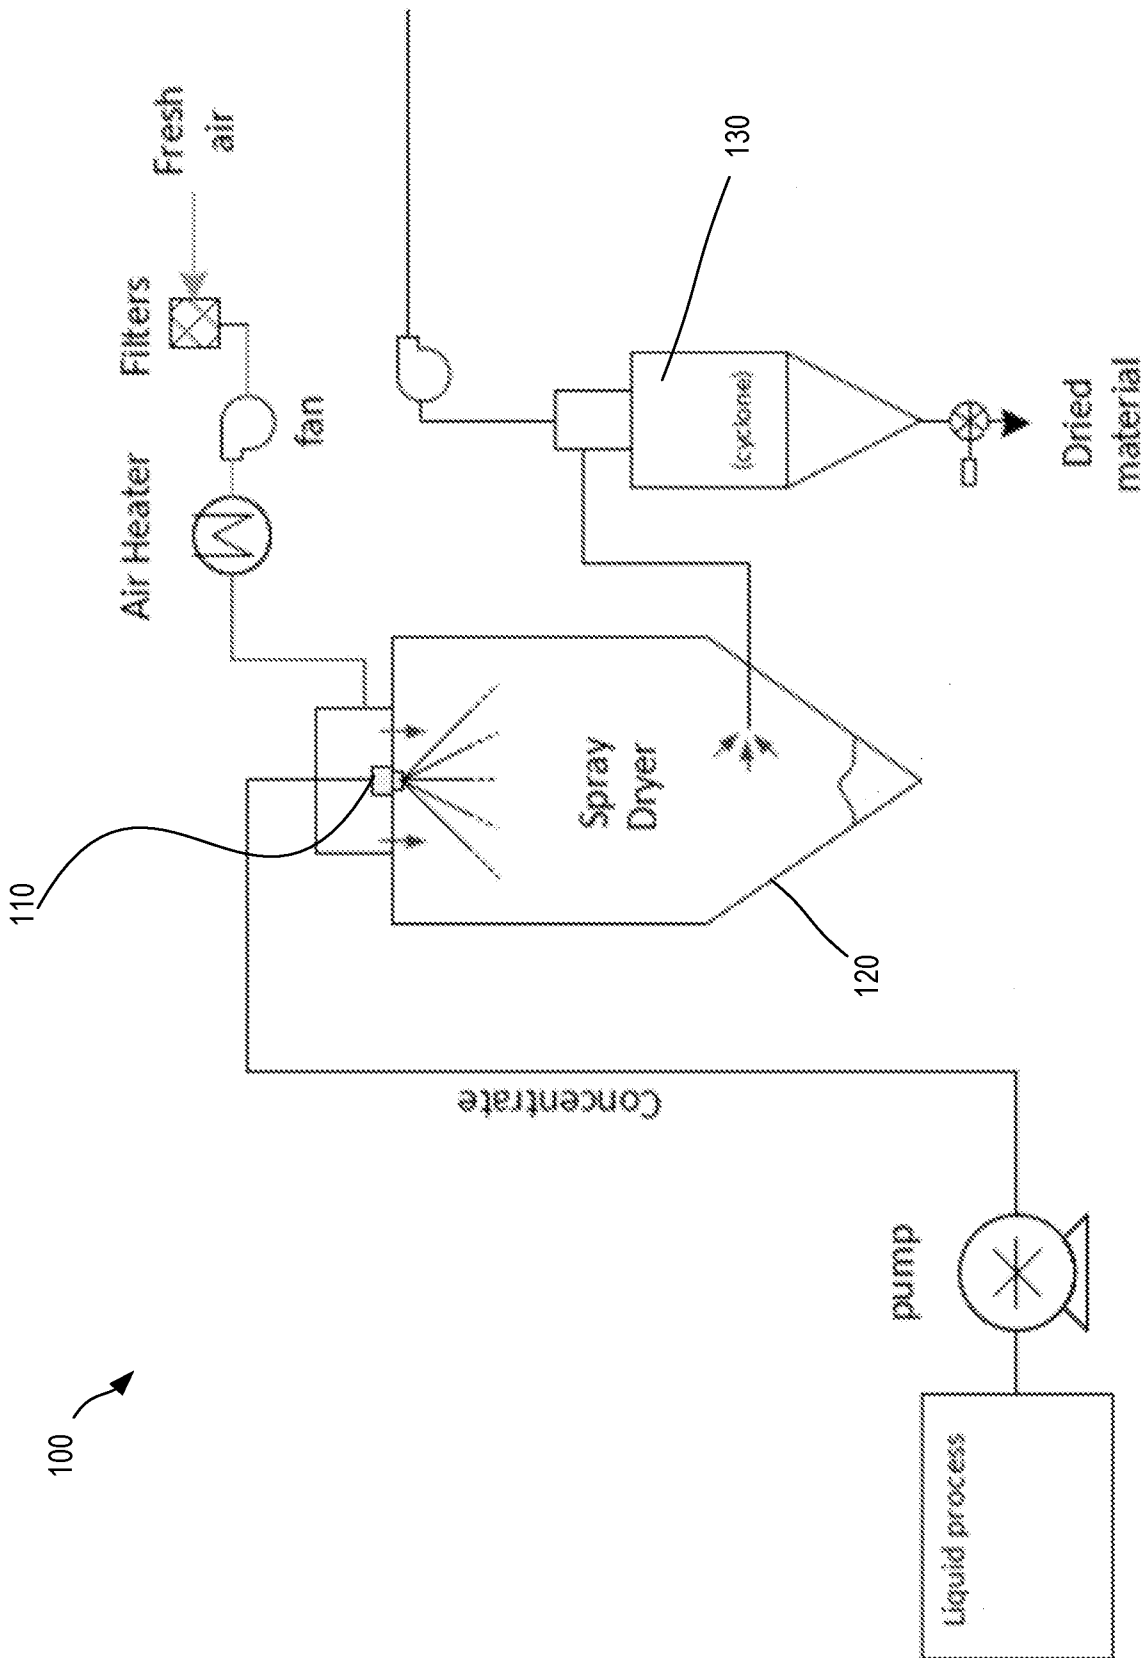 100
110
120
130
Liquid process
pump
Concentrate
Spray
Dryer
Air Heater
fan
Filters
Fresh
air
(cyclone)
Dried
material